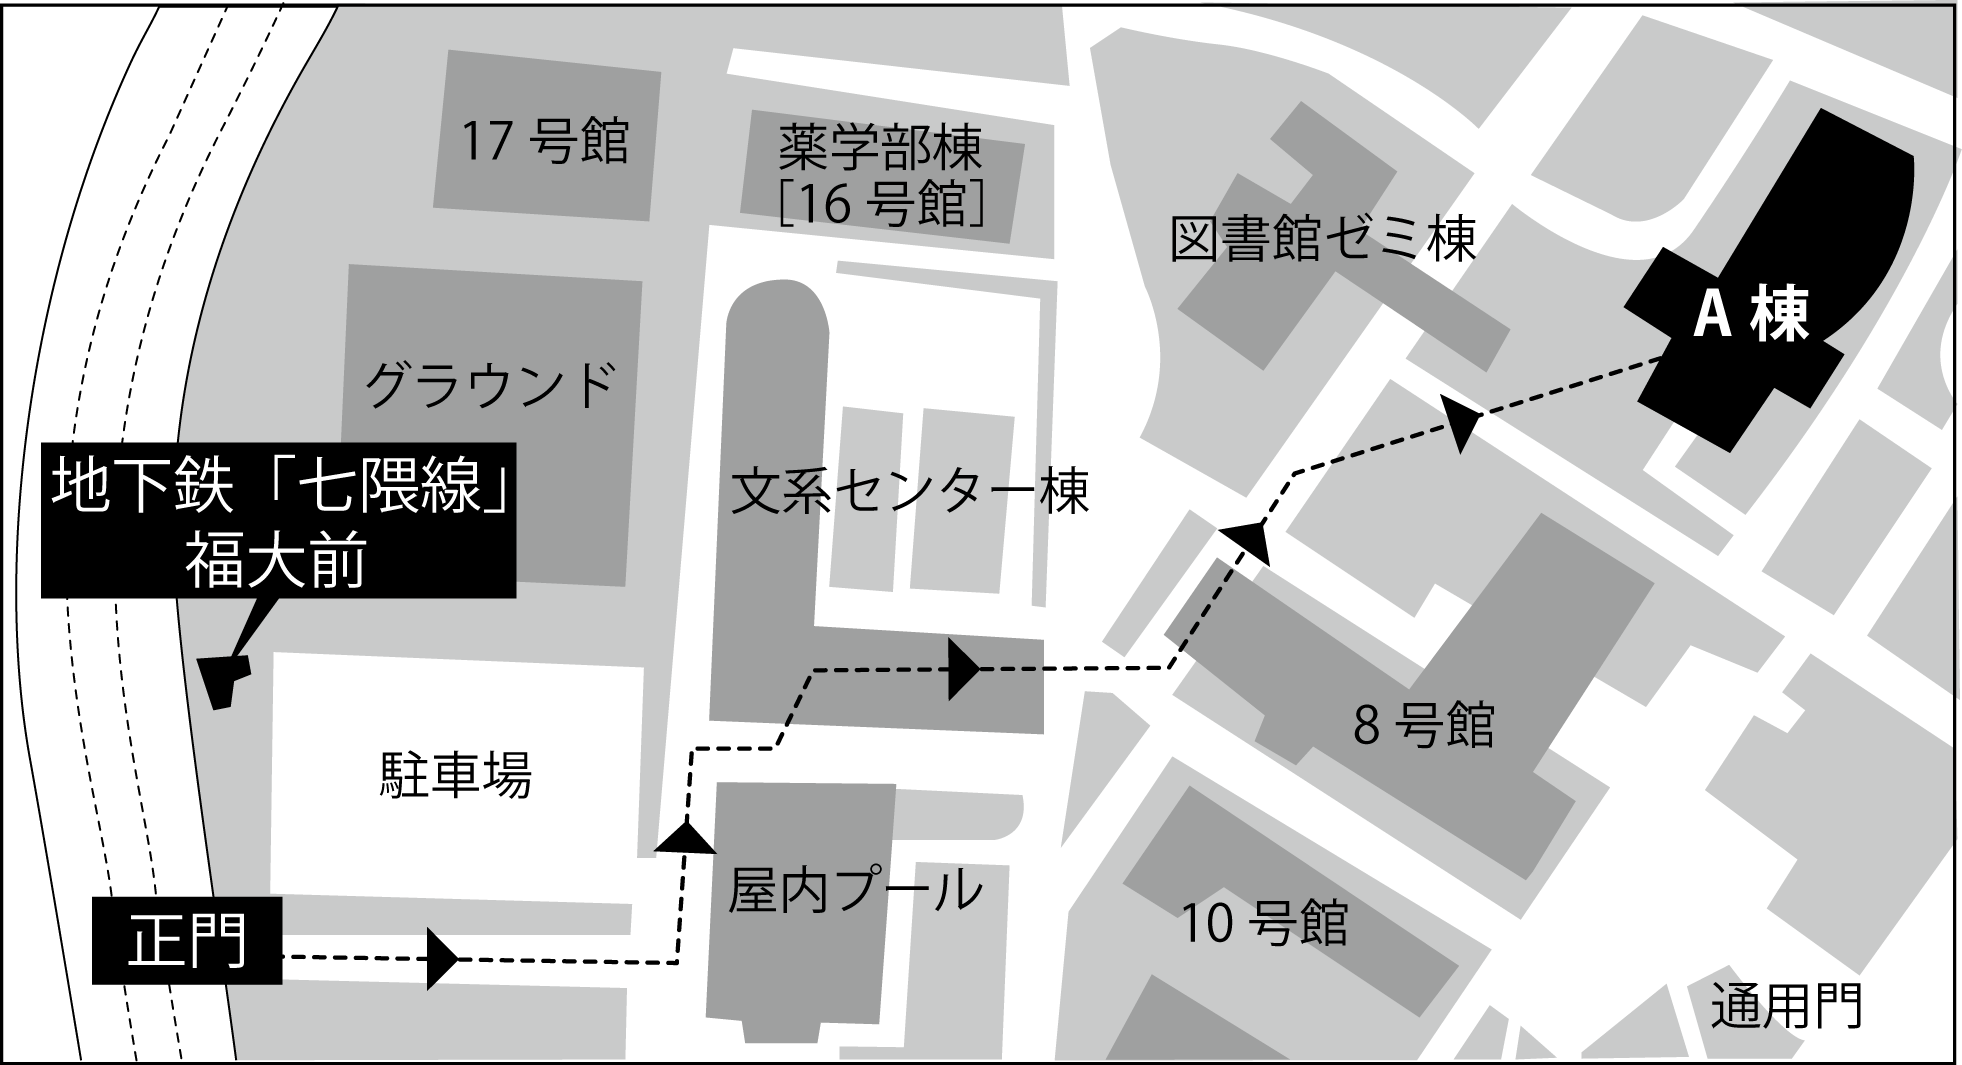 17 号館
薬学部棟
［16 号館］
図書館ゼミ棟
A 棟
グラウンド
地下鉄「七隈線」
福大前
文系センター棟
8 号館
駐車場
屋内プール
10 号館
正門
通用門